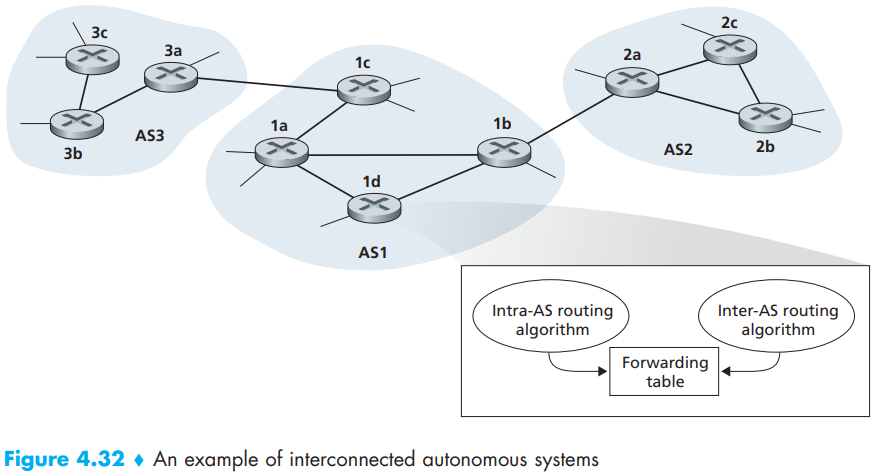 3c
3a
3b
AS3
1c
1a
1b
1d
AS1
2c
2a
2b
AS2
Intra-AS routing
algorithm
Inter-AS routing
algorithm
Forwarding
table
Figure 4.32 ♦ An example of interconnected autonomous systems